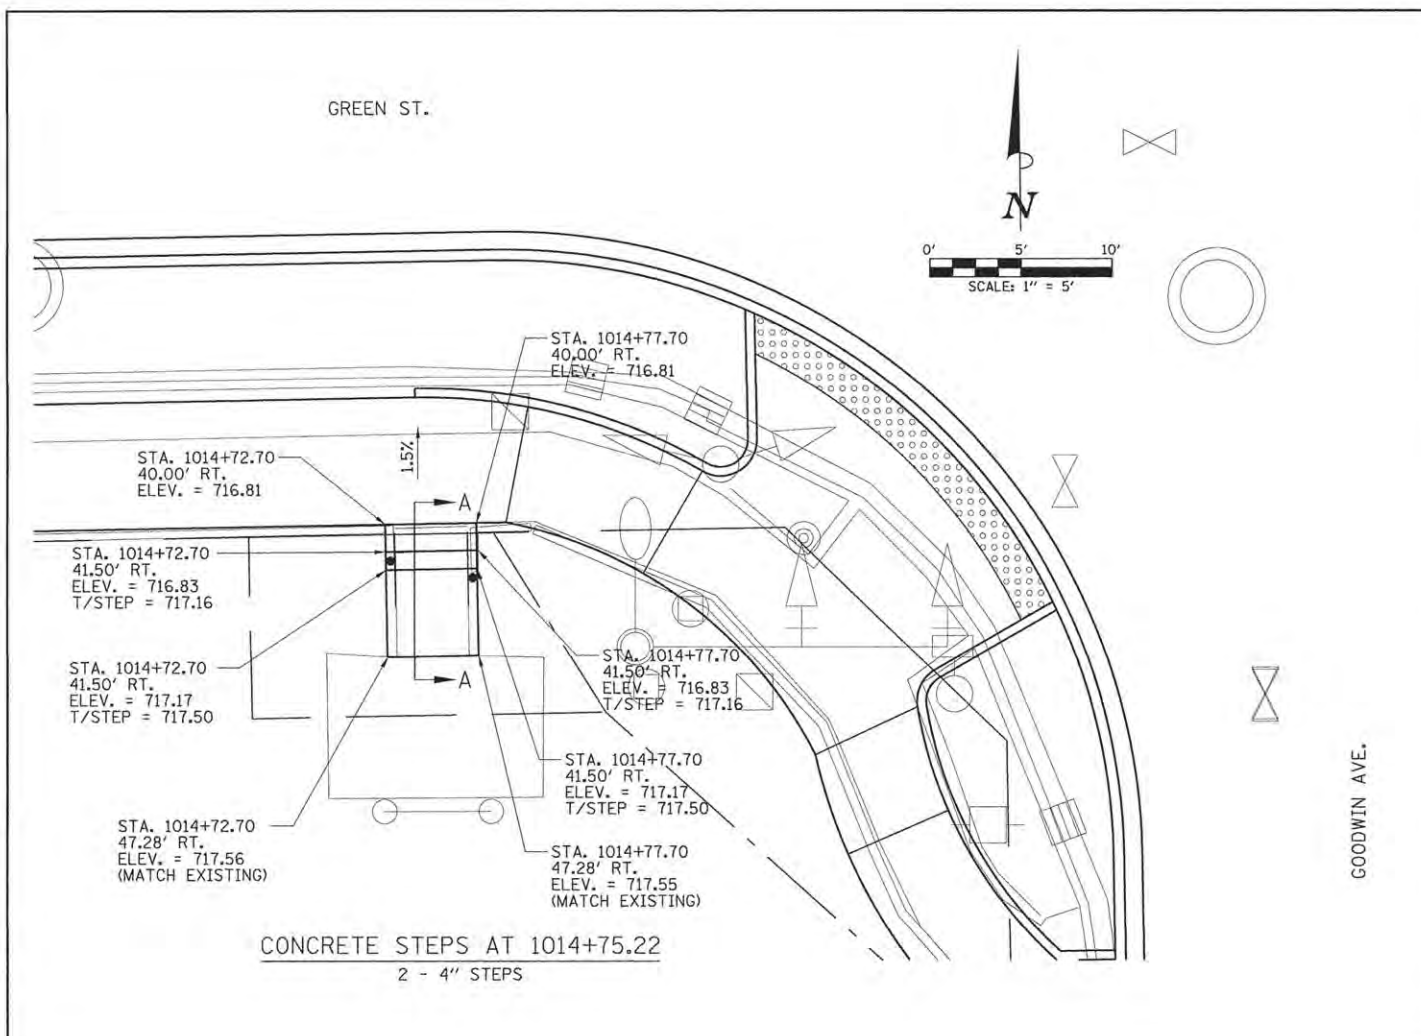 GREEN ST.
N
0' 5' 10'
SCALE: 1" = 5'
STA. 1014+77.70
40.00' RT.
ELEV. = 716.81
1.5%
STA. 1014+72.70
40.00' RT.
ELEV. = 716.81
A
STA. 1014+72.70
41.50' RT.
ELEV. = 716.83
T/STEP = 717.16
STA. 1014+72.70
41.50' RT.
ELEV. = 717.17
T/STEP = 717.50
A
STA. 1014+77.70
41.50' RT.
ELEV. = 716.83
T/STEP = 717.16
STA. 1014+77.70
41.50' RT.
ELEV. = 717.17
T/STEP = 717.50
STA. 1014+72.70
47.28' RT.
ELEV. = 717.56
(MATCH EXISTING)
STA. 1014+77.70
47.28' RT.
ELEV. = 717.55
(MATCH EXISTING)
GOODWIN AVE.
CONCRETE STEPS AT 1014+75.22
2 - 4" STEPS